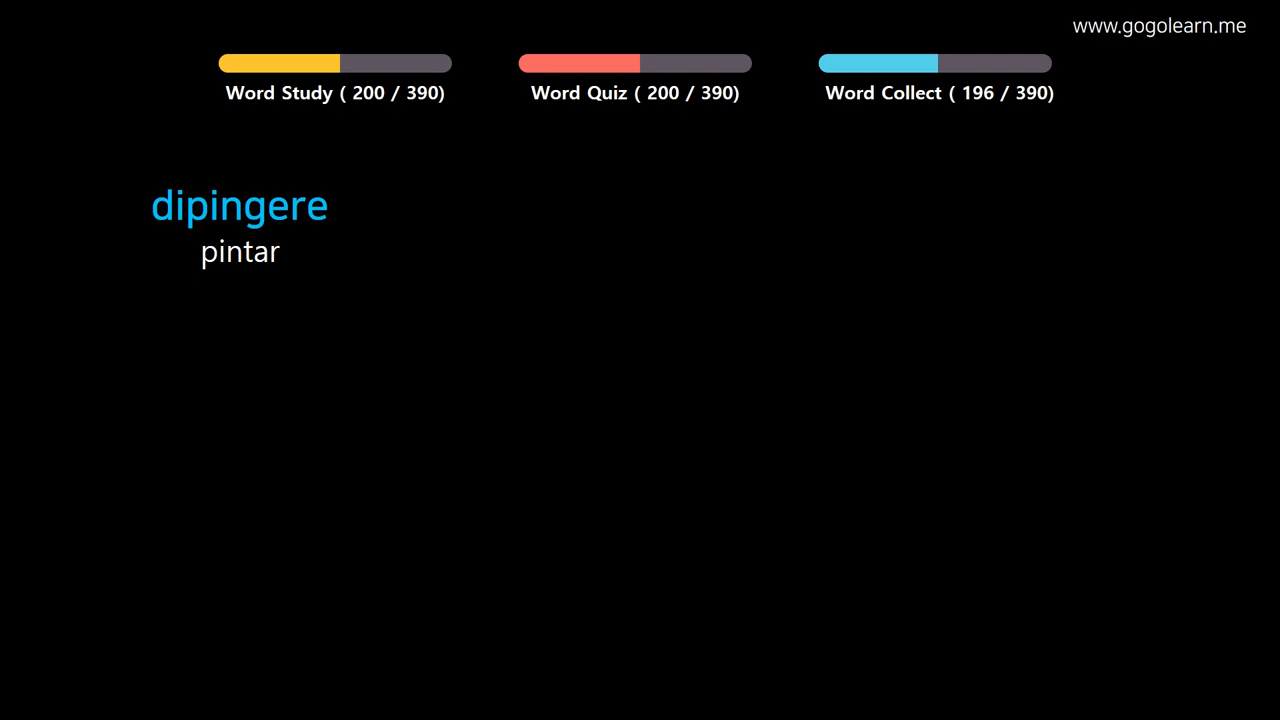 www.gogolearn.me
Word Study ( 200 / 390)
Word Quiz ( 200 / 390)
Word Collect ( 196 / 390)
dipingere
pintar